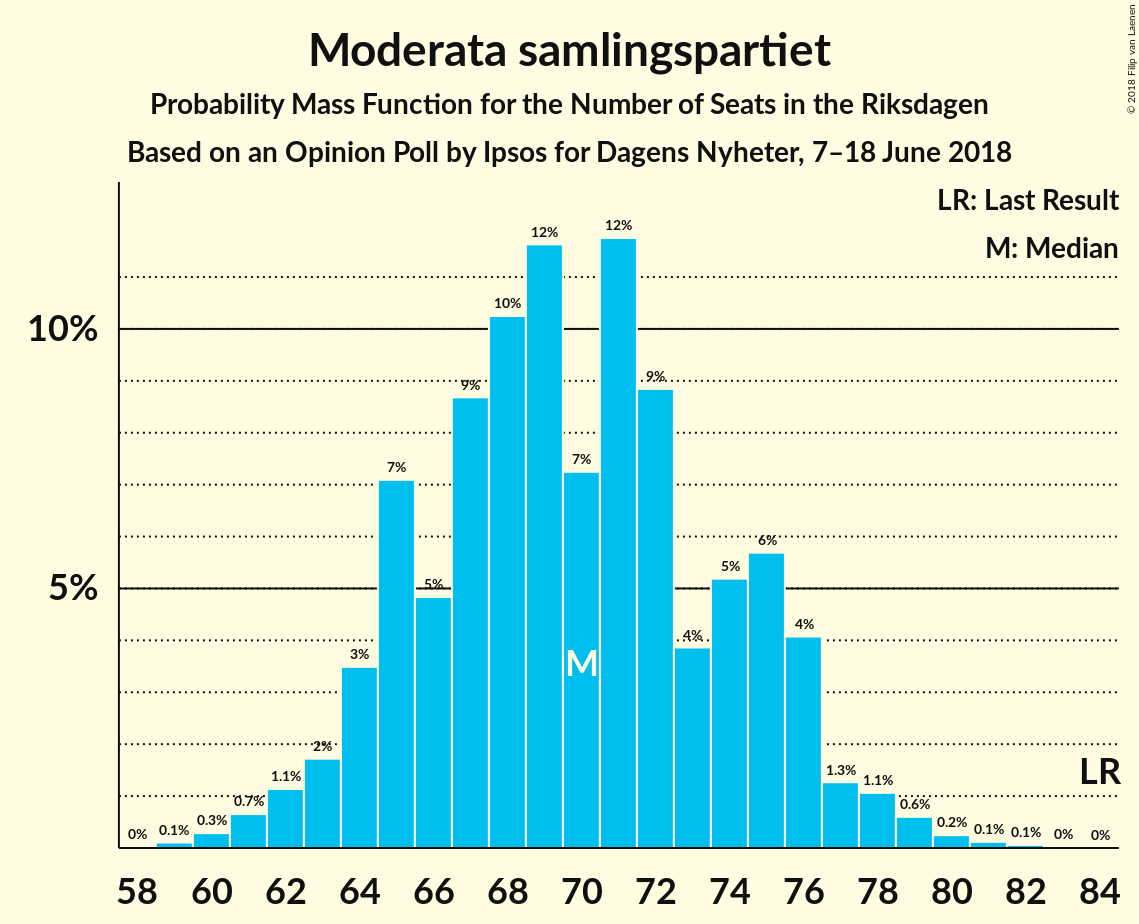 Moderata samlingspartiet
Probability Mass Function for the Number of Seats in the Riksdagen
Based on an Opinion Poll by Ipsos for Dagens Nyheter, 7–18 June 2018
© 2018 Filip van Laenen
LR: Last Result
M: Median
10%
5%
0% 0.1% 0.3% 0.7% 1.1% 2% 3% 7% 5% 9% 10% 12% 7% 12% 9% 4% 5% 6% 4% 1.3% 1.1% 0.6% 0.2% 0.1% 0.1% 0% 0%
M
LR
58 60 62 64 66 68 70 72 74 76 78 80 82 84